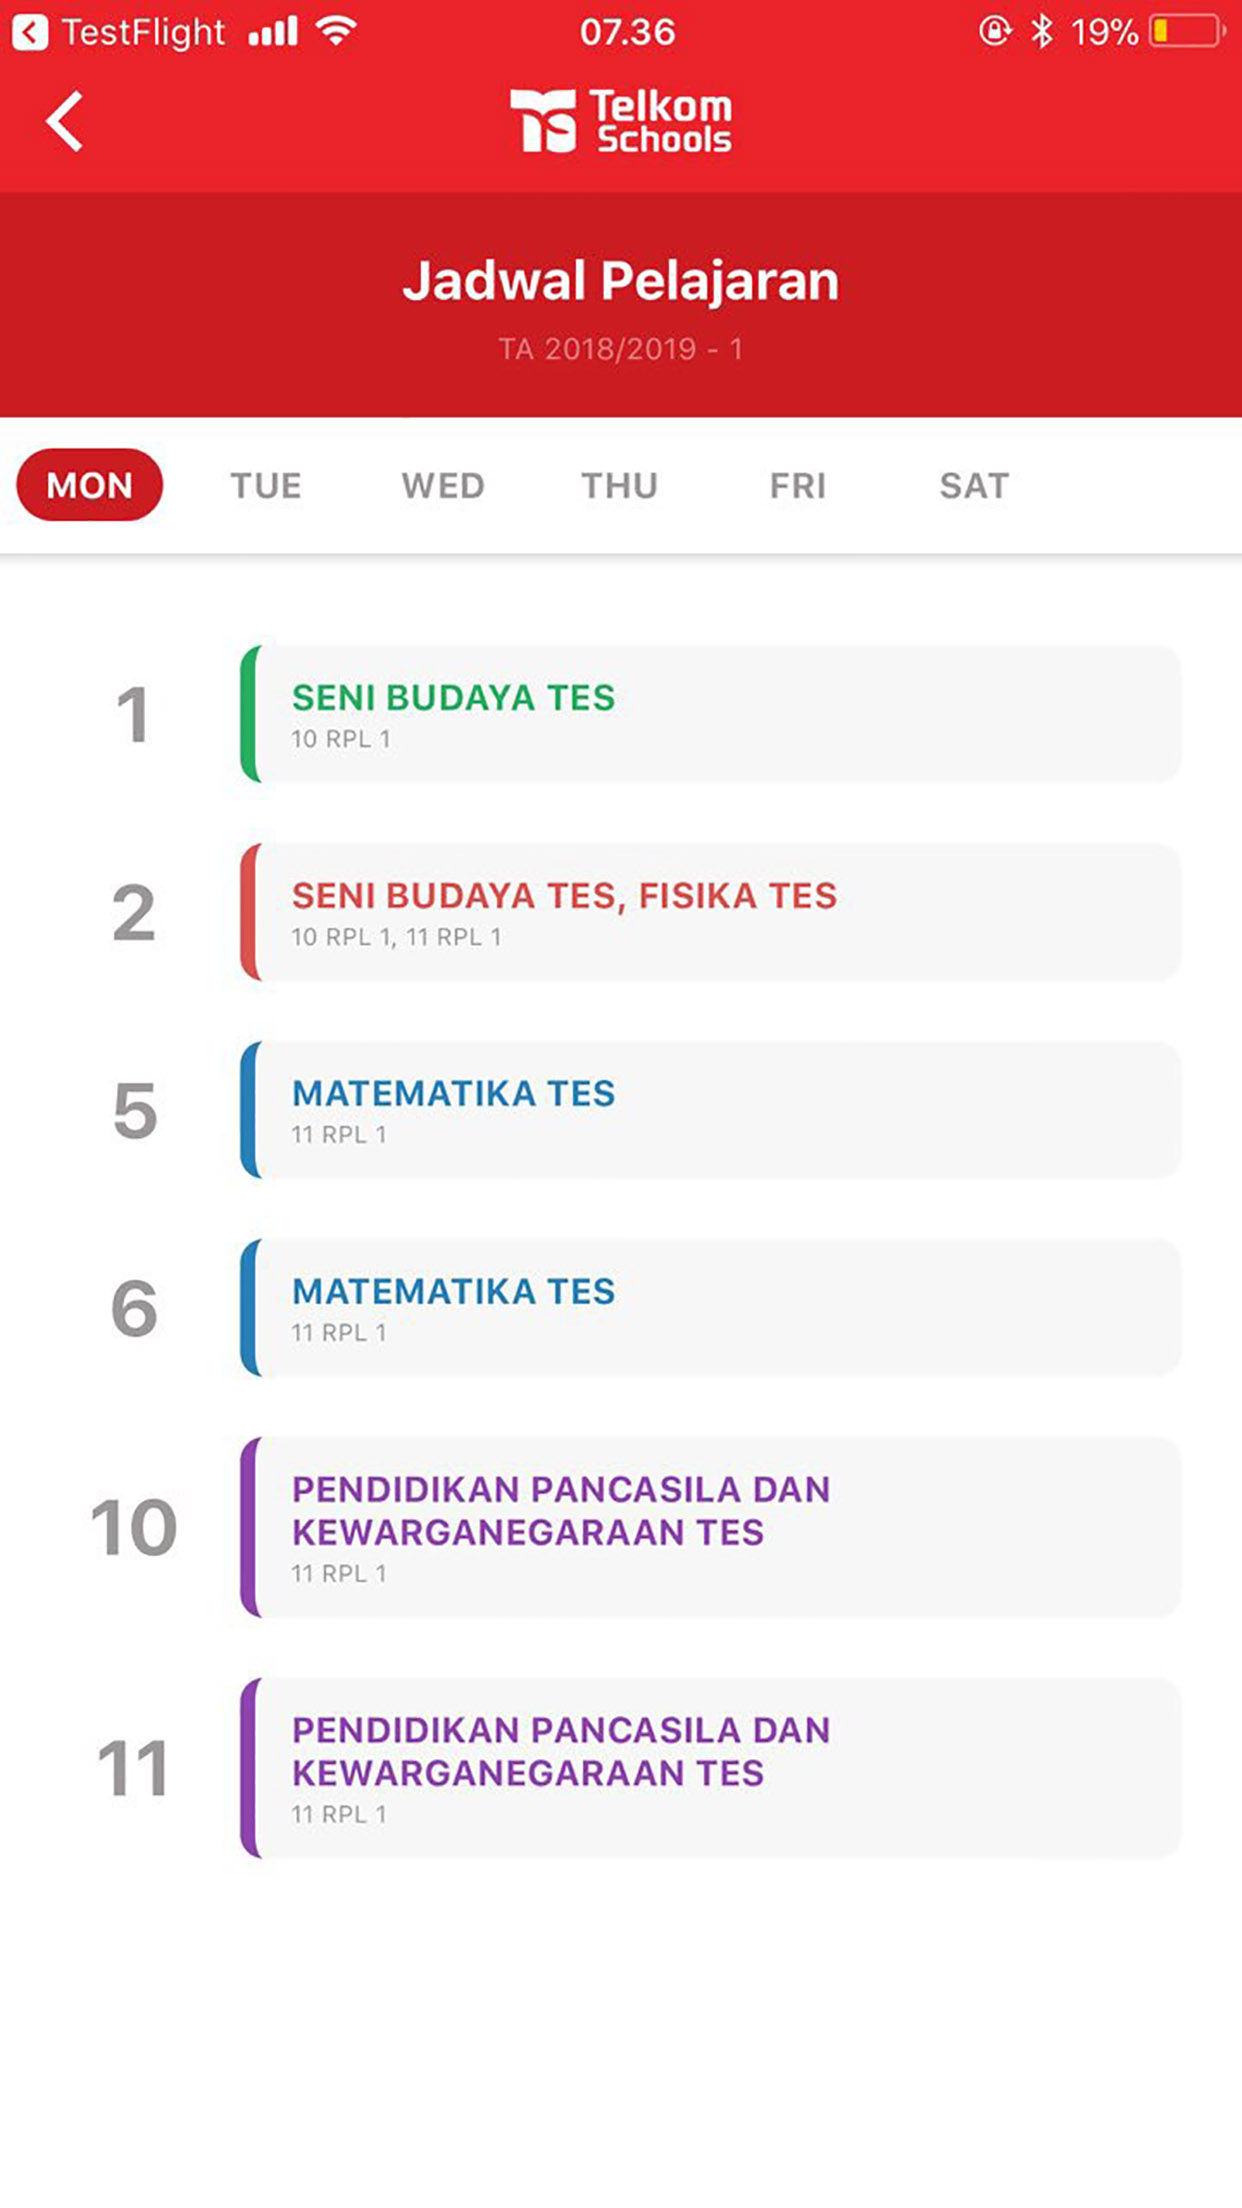 TestFlight 07.36 19%
Telkom
Schools
Jadwal Pelajaran
TA 2018/2019 - 1
MON TUE WED THU FRI SAT
1
SENI BUDAYA TES
10 RPL 1
2
SENI BUDAYA TES, FISIKA TES
10 RPL 1, 11 RPL 1
5
MATEMATIKA TES
11 RPL 1
6
MATEMATIKA TES
11 RPL 1
10
PENDIDIKAN PANCASILA DAN
KEWARGANEGARAAN TES
11 RPL 1
11
PENDIDIKAN PANCASILA DAN
KEWARGANEGARAAN TES
11 RPL 1